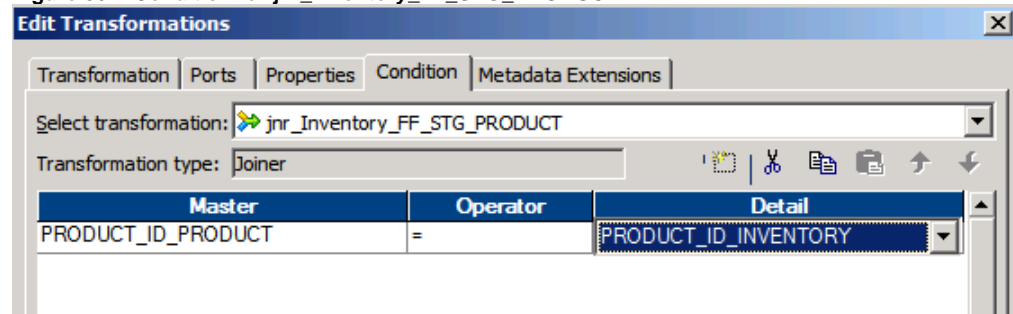 Edit Transformations
Transformation Ports Properties Condition Metadata Extensions
Select transformation: jnr_Inventory_FF_STG_PRODUCT
Transformation type: Joiner
Master Operator Detail
PRODUCT_ID_PRODUCT = PRODUCT_ID_INVENTORY